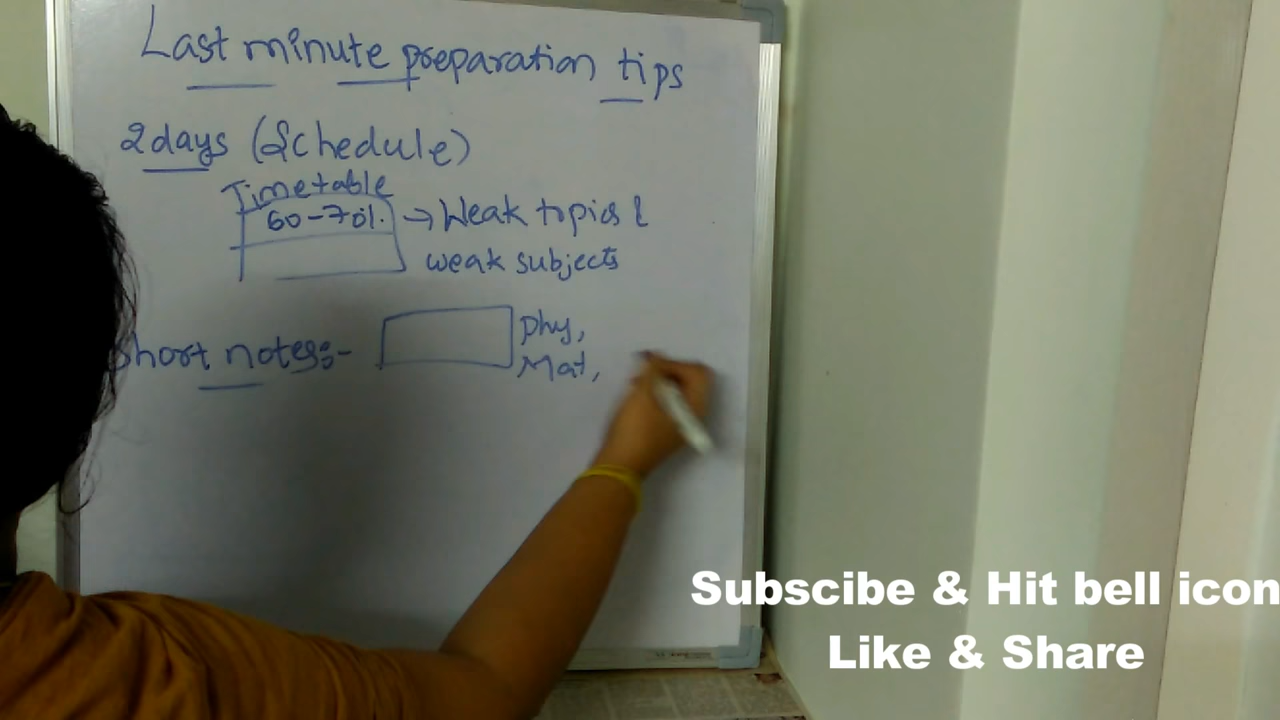 Last minute preparation tips
2days (Schedule)
Timetable
60-70%. → Weak topics &
weak subjects
Short notes:- phy,
Mat,
Subscibe & Hit bell icon
Like & Share